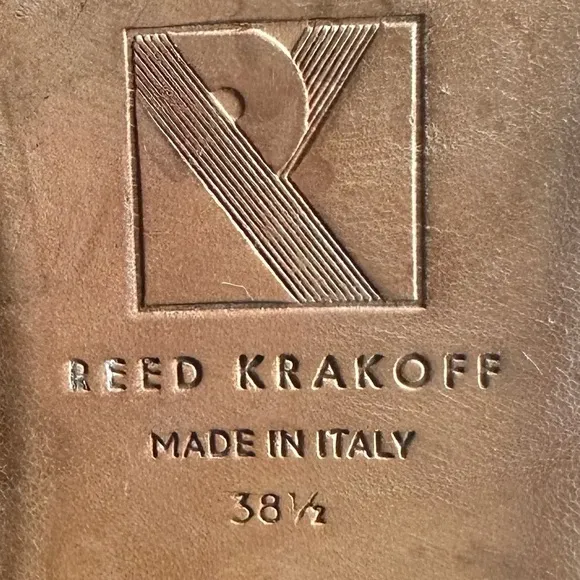 REED KRAKOFF
MADE IN ITALY
38½